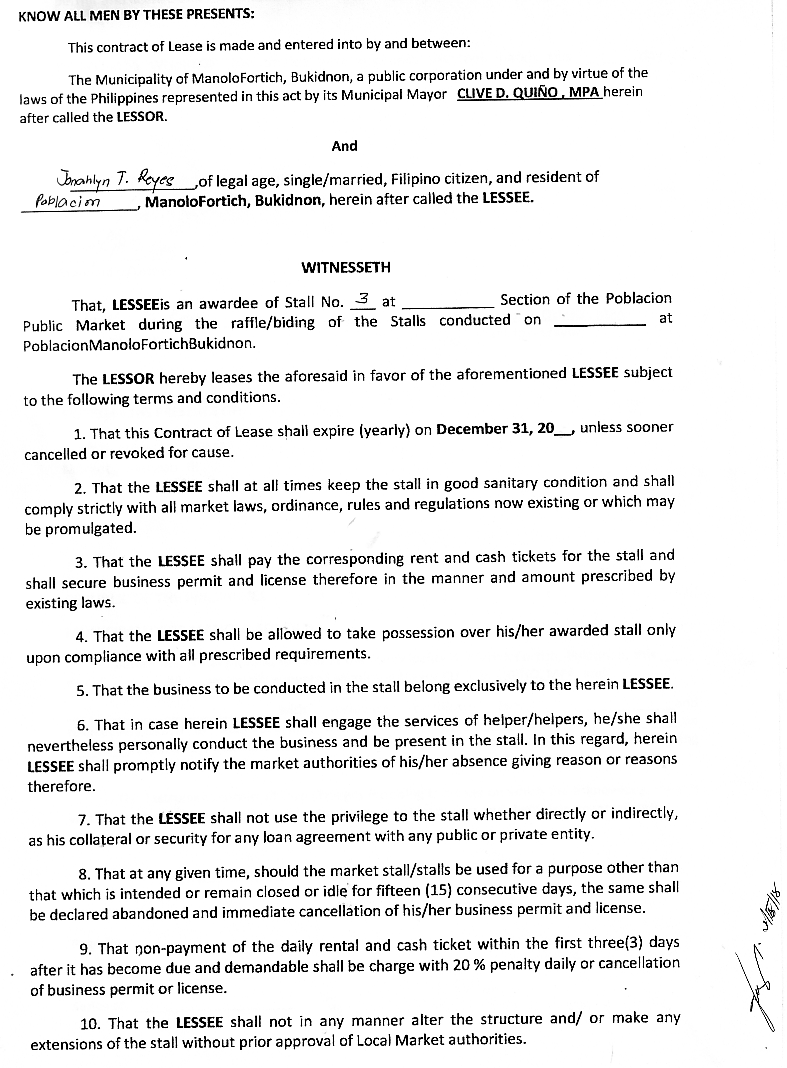 KNOW ALL MEN BY THESE PRESENTS:
This contract of Lease is made and entered into by and between:
The Municipality of ManoloFortich, Bukidnon, a public corporation under and by virtue of the
laws of the Philippines represented in this act by its Municipal Mayor CLIVE D. QUIÑO , MPA herein
after called the LESSOR.
And
Jonahlyn T. Reyes ,of legal age, single/married, Filipino citizen, and resident of
Poblacion , ManoloFortich, Bukidnon, herein after called the LESSEE.
WITNESSETH
That, LESSEEis an awardee of Stall No. 3 at __________ Section of the Poblacion
Public Market during the raffle/biding of the Stalls conducted on __________ at
PoblacionManoloFortichBukidnon.
The LESSOR hereby leases the aforesaid in favor of the aforementioned LESSEE subject
to the following terms and conditions.
1. That this Contract of Lease shall expire (yearly) on December 31, 20__, unless sooner
cancelled or revoked for cause.
2. That the LESSEE shall at all times keep the stall in good sanitary condition and shall
comply strictly with all market laws, ordinance, rules and regulations now existing or which may
be promulgated.
3. That the LESSEE shall pay the corresponding rent and cash tickets for the stall and
shall secure business permit and license therefore in the manner and amount prescribed by
existing laws.
4. That the LESSEE shall be allowed to take possession over his/her awarded stall only
upon compliance with all prescribed requirements.
5. That the business to be conducted in the stall belong exclusively to the herein LESSEE.
6. That in case herein LESSEE shall engage the services of helper/helpers, he/she shall
nevertheless personally conduct the business and be present in the stall. In this regard, herein
LESSEE shall promptly notify the market authorities of his/her absence giving reason or reasons
therefore.
7. That the LESSEE shall not use the privilege to the stall whether directly or indirectly,
as his collateral or security for any loan agreement with any public or private entity.
8. That at any given time, should the market stall/stalls be used for a purpose other than
that which is intended or remain closed or idle for fifteen (15) consecutive days, the same shall
be declared abandoned and immediate cancellation of his/her business permit and license.
9. That non-payment of the daily rental and cash ticket within the first three(3) days
after it has become due and demandable shall be charge with 20 % penalty daily or cancellation
of business permit or license.
10. That the LESSEE shall not in any manner alter the structure and/ or make any
extensions of the stall without prior approval of Local Market authorities.